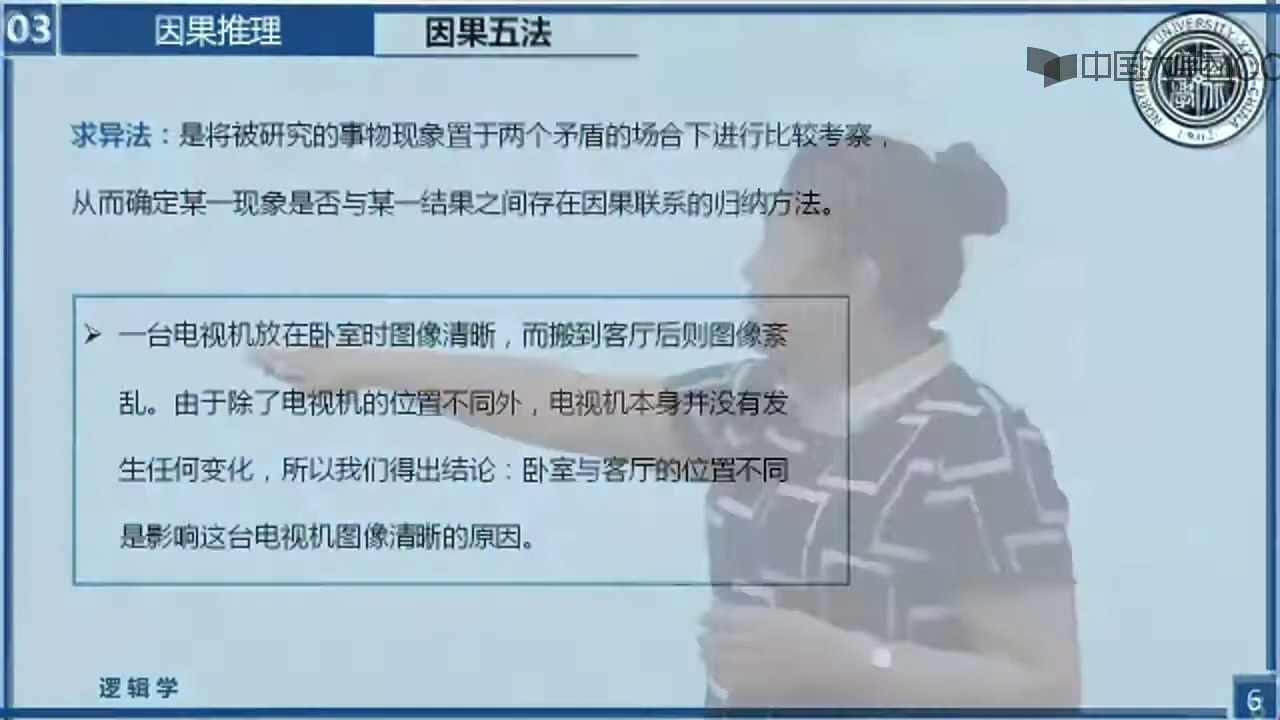 03
因果推理
因果五法
中国大学MOOC
求异法：是将被研究的事物现象置于两个矛盾的场合下进行比较考察，
从而确定某一现象是否与某一结果之间存在因果联系的归纳方法。
一台电视机放在卧室时图像清晰，而搬到客厅后则图像紊
乱。由于除了电视机的位置不同外，电视机本身并没有发
生任何变化，所以我们得出结论：卧室与客厅的位置不同
是影响这台电视机图像清晰的原因。
逻辑学
6